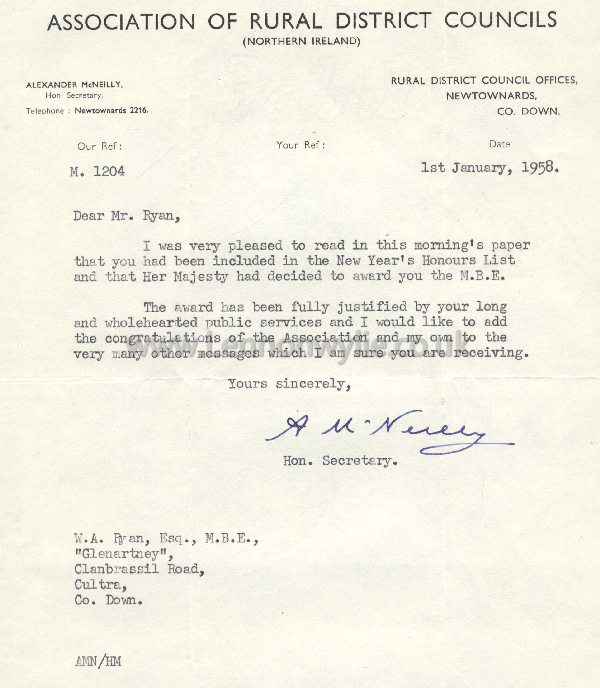 ASSOCIATION OF RURAL DISTRICT COUNCILS
(NORTHERN IRELAND)
ALEXANDER McNEILLY,
Hon Secretary.
Telephone : Newtownards 2216.
RURAL DISTRICT COUNCIL OFFICES,
NEWTOWNARDS,
CO. DOWN.
Our Ref: Your Ref: Date
M. 1204 1st January, 1958.
Dear Mr. Ryan,
I was very pleased to read in this morning's paper
that you had been included in the New Year's Honours List
and that Her Majesty had decided to award you the M.B.E.
The award has been fully justified by your long
and wholehearted public services and I would like to add
the congratulations of the Association and my own to the
very many other messages which I am sure you are receiving.
Yours sincerely,
A McNeilly
Hon. Secretary.
W.A. Ryan, Esq., M.B.E.,
"Glenartney",
Clanbrassil Road,
Cultra,
Co. Down.
AMN/HM